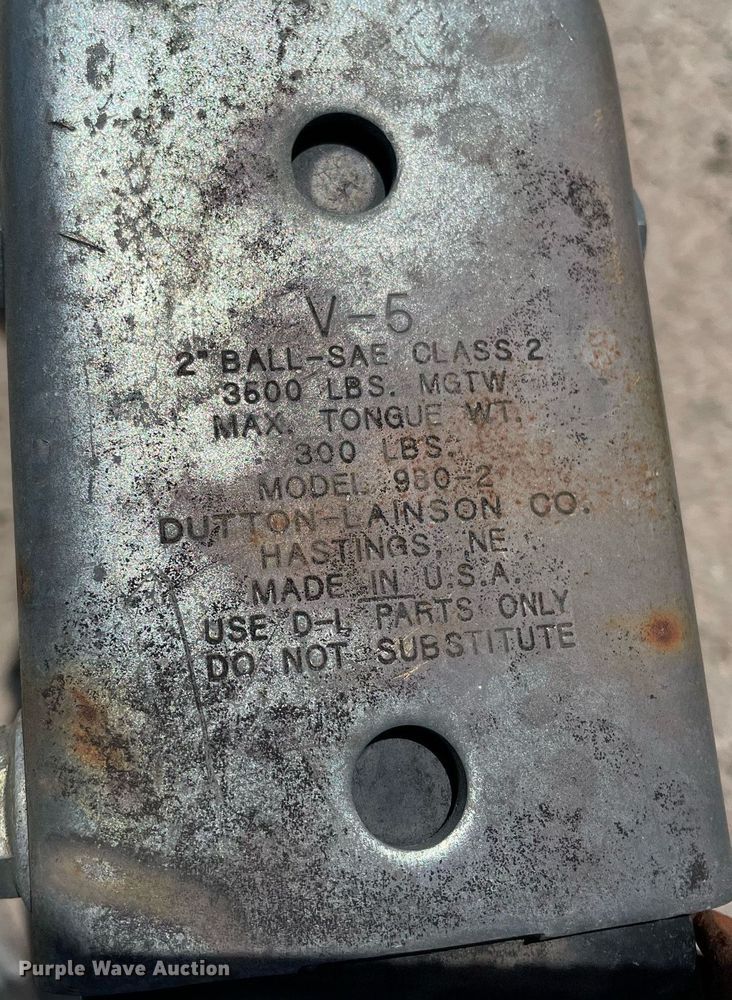 V-5
2" BALL-SAE CLASS 2
3500 LBS. MGTW
MAX. TONGUE WT.
300 LBS.
MODEL 980-2
DUTTON-LAINSON CO.
HASTINGS, NE
MADE IN U.S.A.
USE D-L PARTS ONLY
DO NOT SUBSTITUTE
Purple Wave Auction